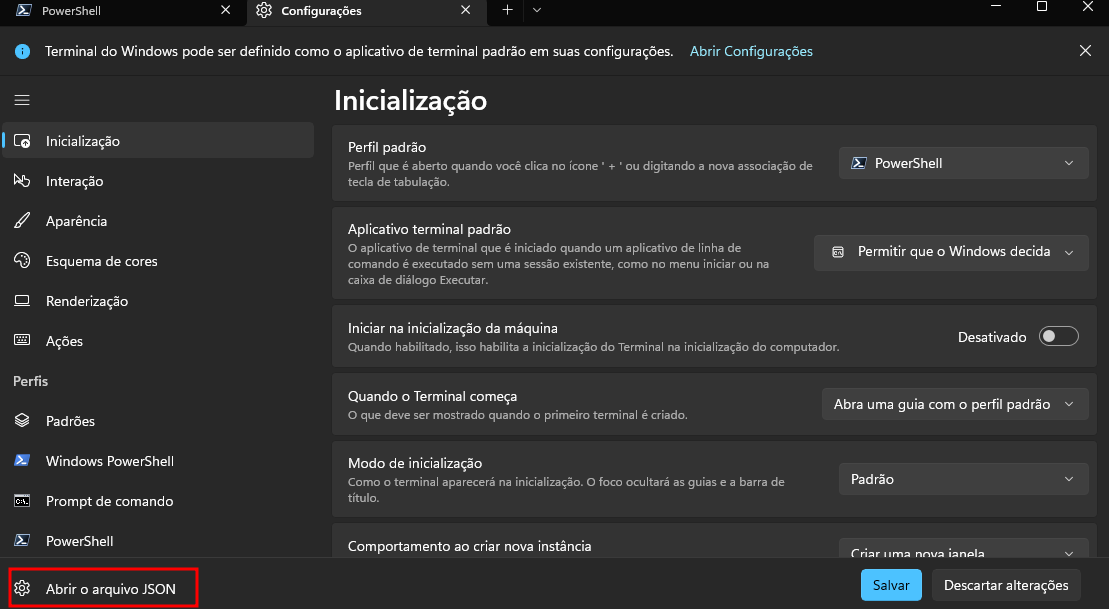 PowerShell
Configurações
Terminal do Windows pode ser definido como o aplicativo de terminal padrão em suas configurações. Abrir Configurações
Inicialização
Interação
Aparência
Esquema de cores
Renderização
Ações
Perfis
Padrões
Windows PowerShell
Prompt de comando
PowerShell
Abrir o arquivo JSON
Inicialização
Perfil padrão
Perfil que é aberto quando você clica no ícone ' + ' ou digitando a nova associação de
tecla de tabulação.
PowerShell
Aplicativo terminal padrão
O aplicativo de terminal que é iniciado quando um aplicativo de linha de
comando é executado sem uma sessão existente, como no menu iniciar ou na
caixa de diálogo Executar.
Permitir que o Windows decida
Iniciar na inicialização da máquina
Quando habilitado, isso habilita a inicialização do Terminal na inicialização do computador.
Desativado
Quando o Terminal começa
O que deve ser mostrado quando o primeiro terminal é criado.
Abra uma guia com o perfil padrão
Modo de inicialização
Como o terminal aparecerá na inicialização. O foco ocultará as guias e a barra de
título.
Padrão
Comportamento ao criar nova instância
Criar uma nova janela
Salvar
Descartar alterações